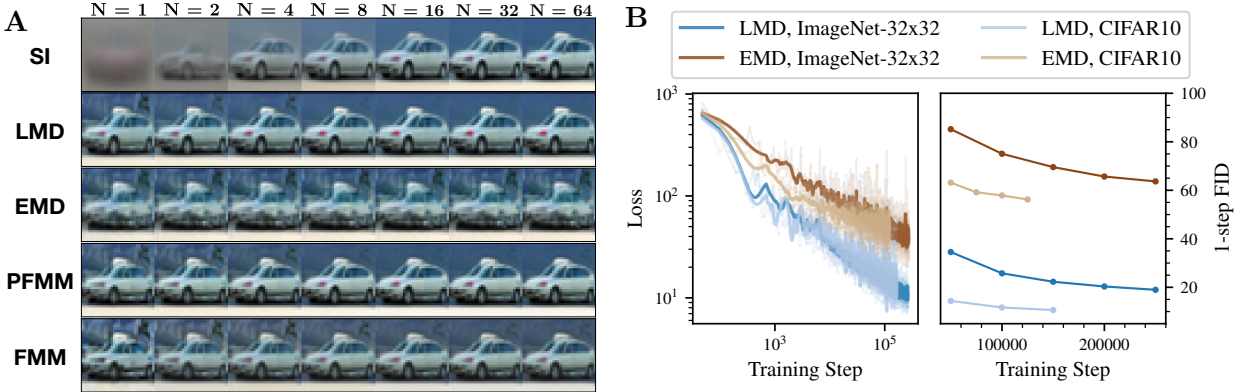 A
N = 1 N = 2 N = 4 N = 8 N = 16 N = 32 N = 64
SI
LMD
EMD
PFMM
FMM
B
LMD, ImageNet-32x32 LMD, CIFAR10
EMD, ImageNet-32x32 EMD, CIFAR10
Loss
10³
10²
10¹
10³ 10⁵
Training Step
100
80
60
40
20
1-step FID
100000 200000
Training Step